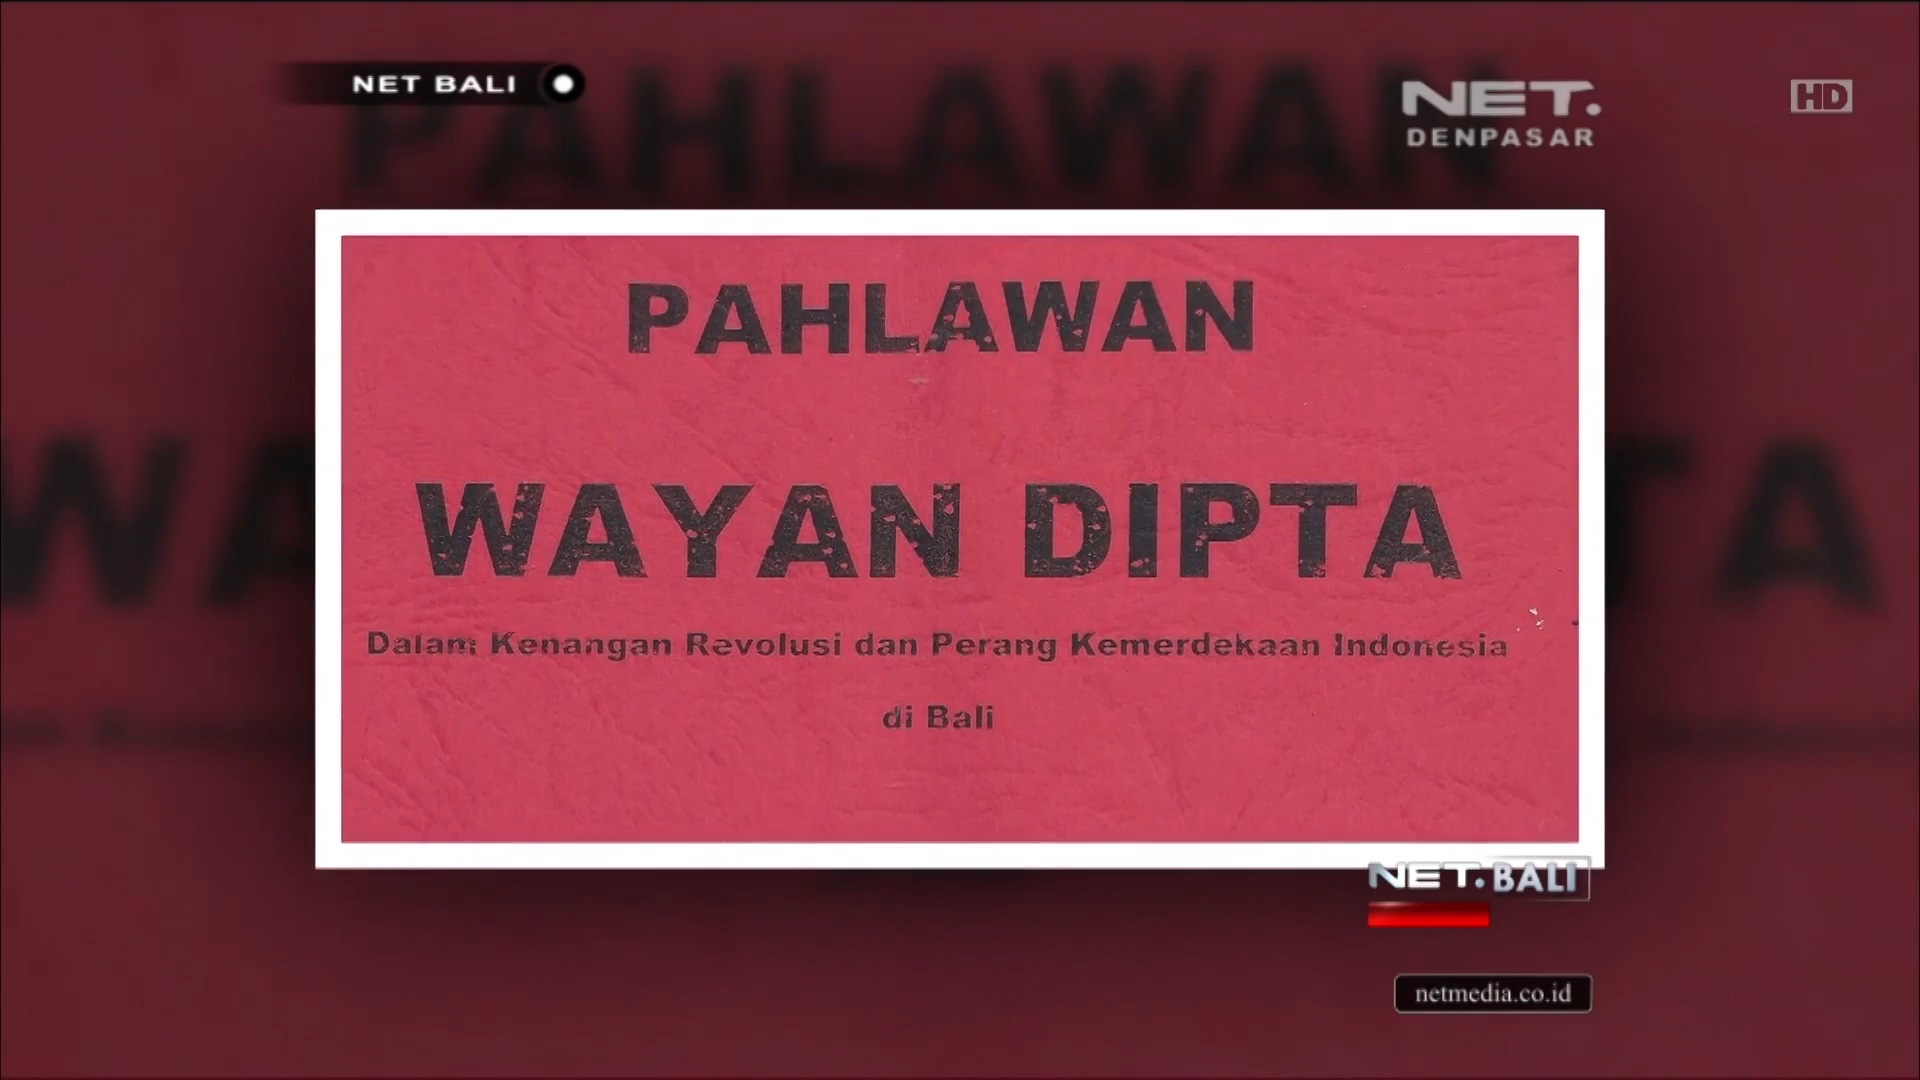 NET BALI
NET.
DENPASAR
HD
PAHLAWAN
WAYAN DIPTA
Dalam Kenangan Revolusi dan Perang Kemerdekaan Indonesia
di Bali
NET. BALI
netmedia.co.id